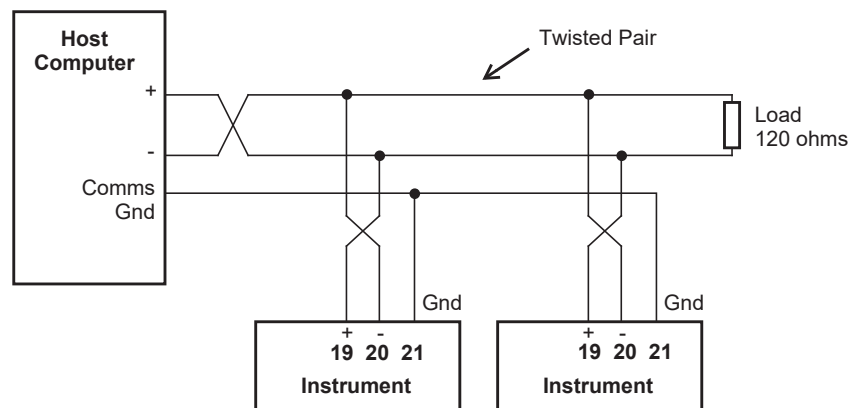 Host
Computer
Twisted Pair
+
-
Load
120 ohms
Comms
Gnd
Gnd
Gnd
+ -
19 20 21
Instrument
+ -
19 20 21
Instrument